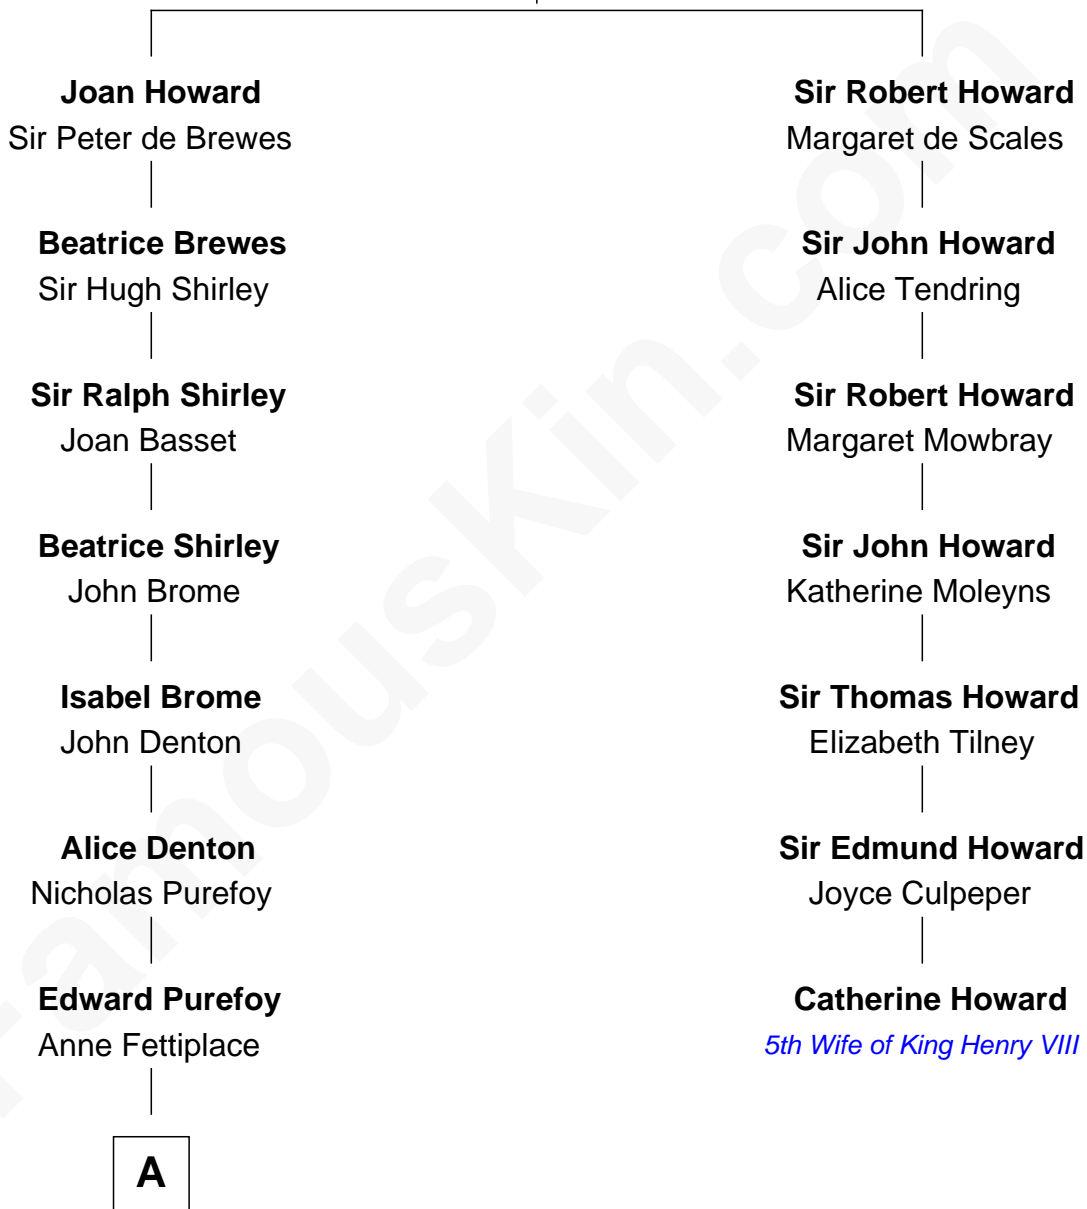 Joan Howard
Sir Peter de Brewes
Sir Robert Howard
Margaret de Scales
Beatrice Brewes
Sir Hugh Shirley
Sir John Howard
Alice Tendring
Sir Ralph Shirley
Joan Basset
Sir Robert Howard
Margaret Mowbray
Beatrice Shirley
John Brome
Sir John Howard
Katherine Moleyns
Isabel Brome
John Denton
Sir Thomas Howard
Elizabeth Tilney
Alice Denton
Nicholas Purefoy
Sir Edmund Howard
Joyce Culpeper
Edward Purefoy
Anne Fettiplace
Catherine Howard
5th Wife of King Henry VIII
A
FamousKin.com